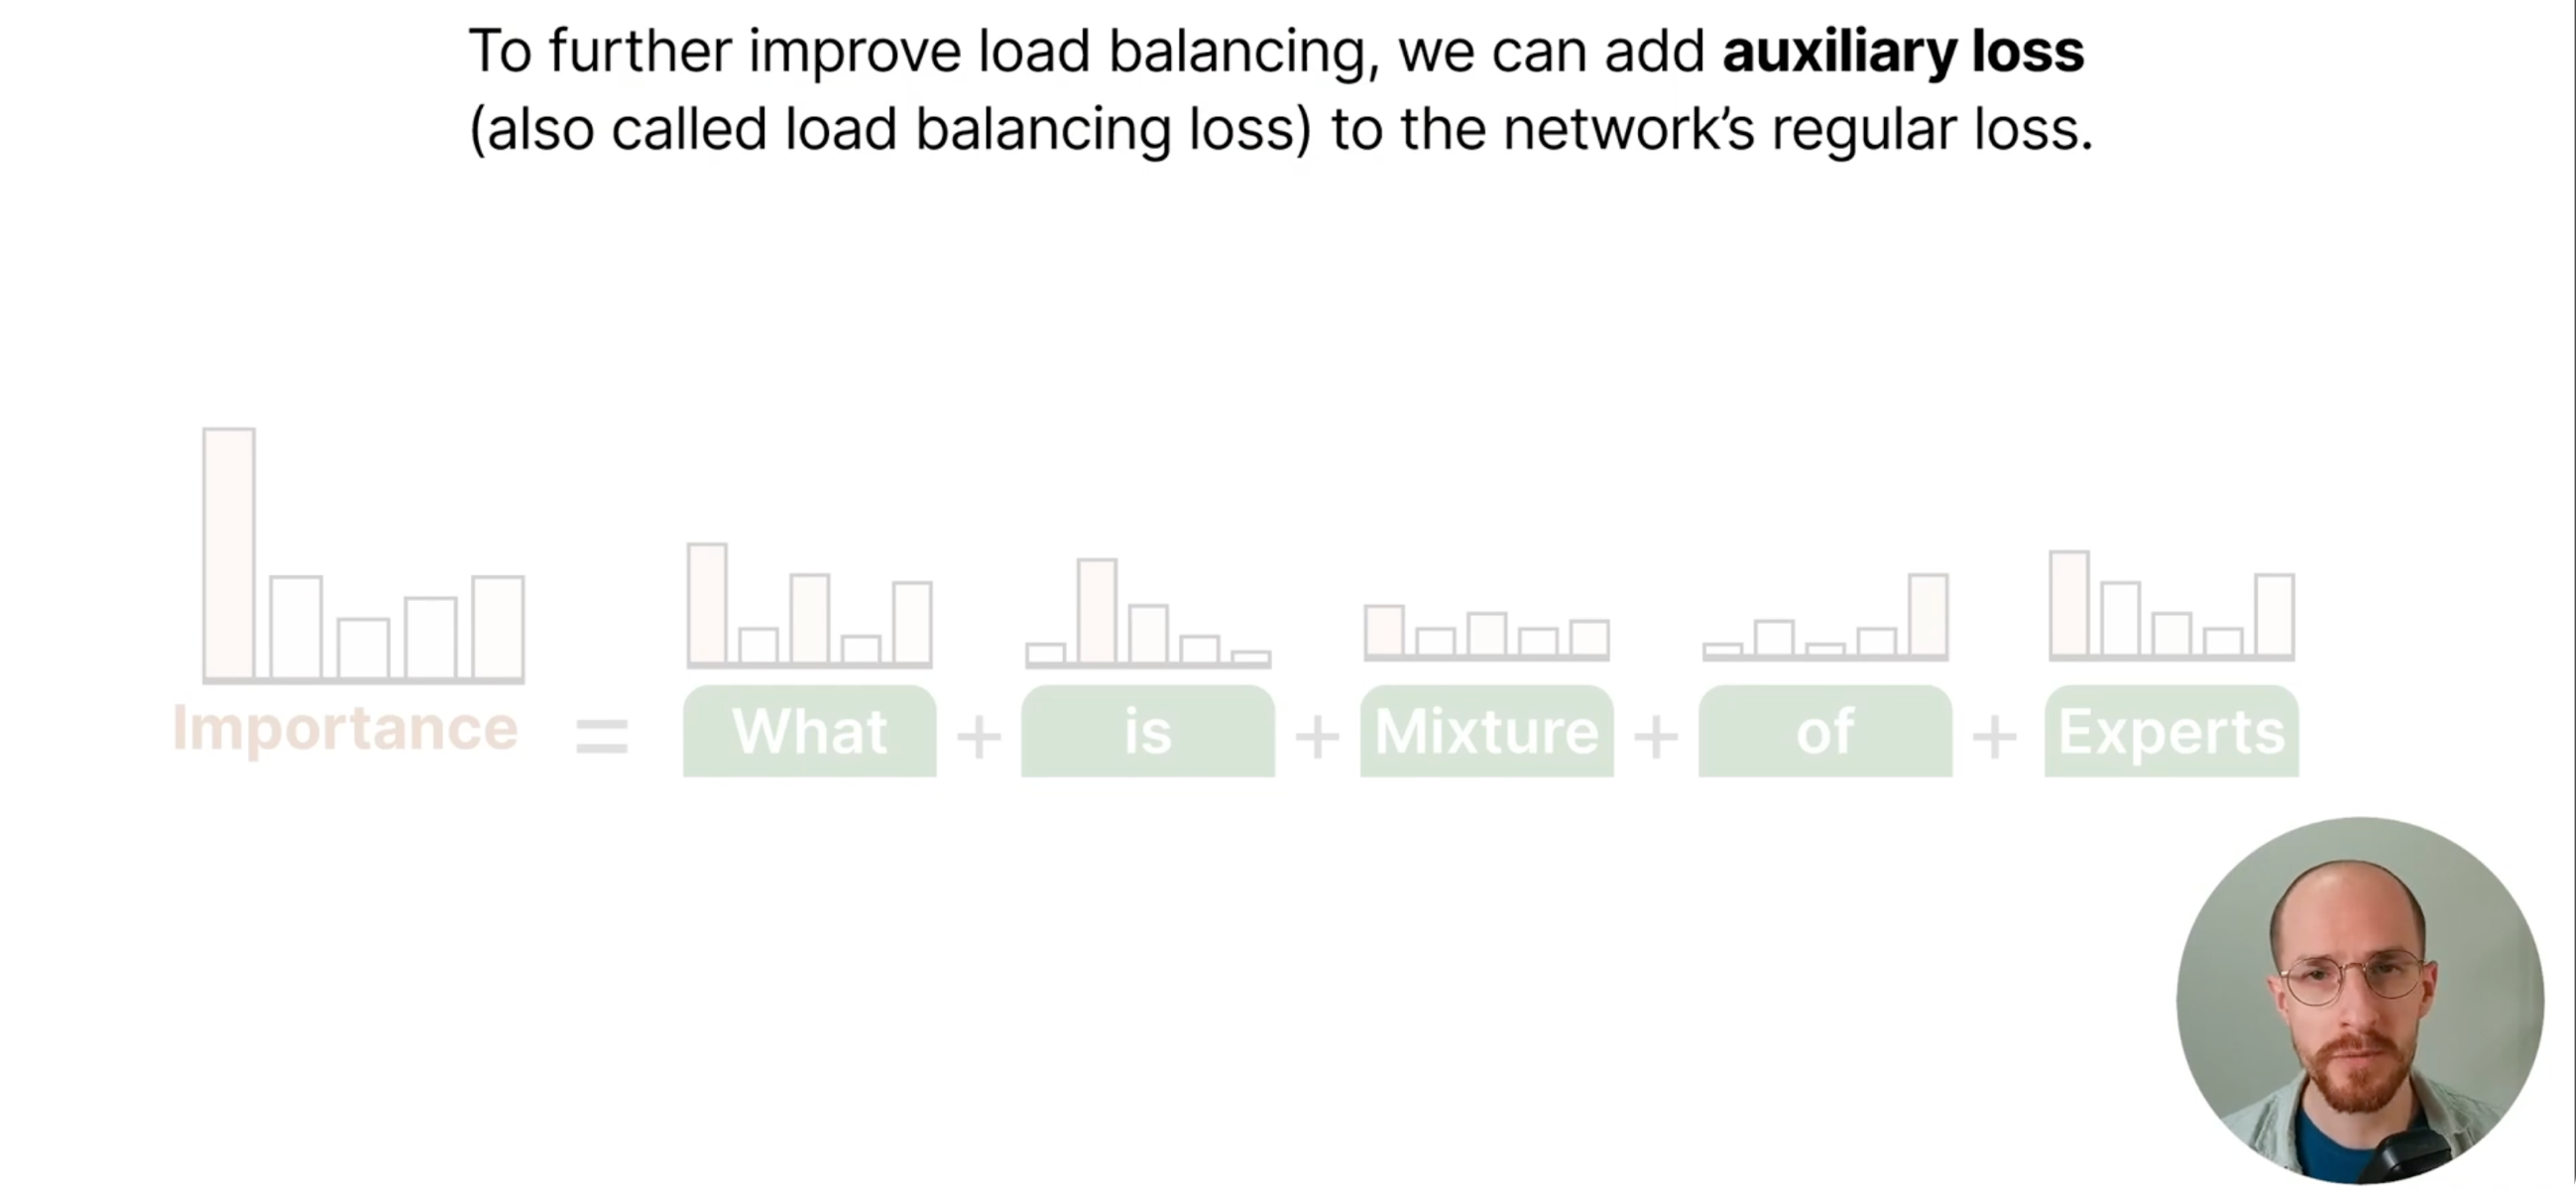 To further improve load balancing, we can add auxiliary loss
(also called load balancing loss) to the network’s regular loss.
Importance = What + is + Mixture + of + Experts